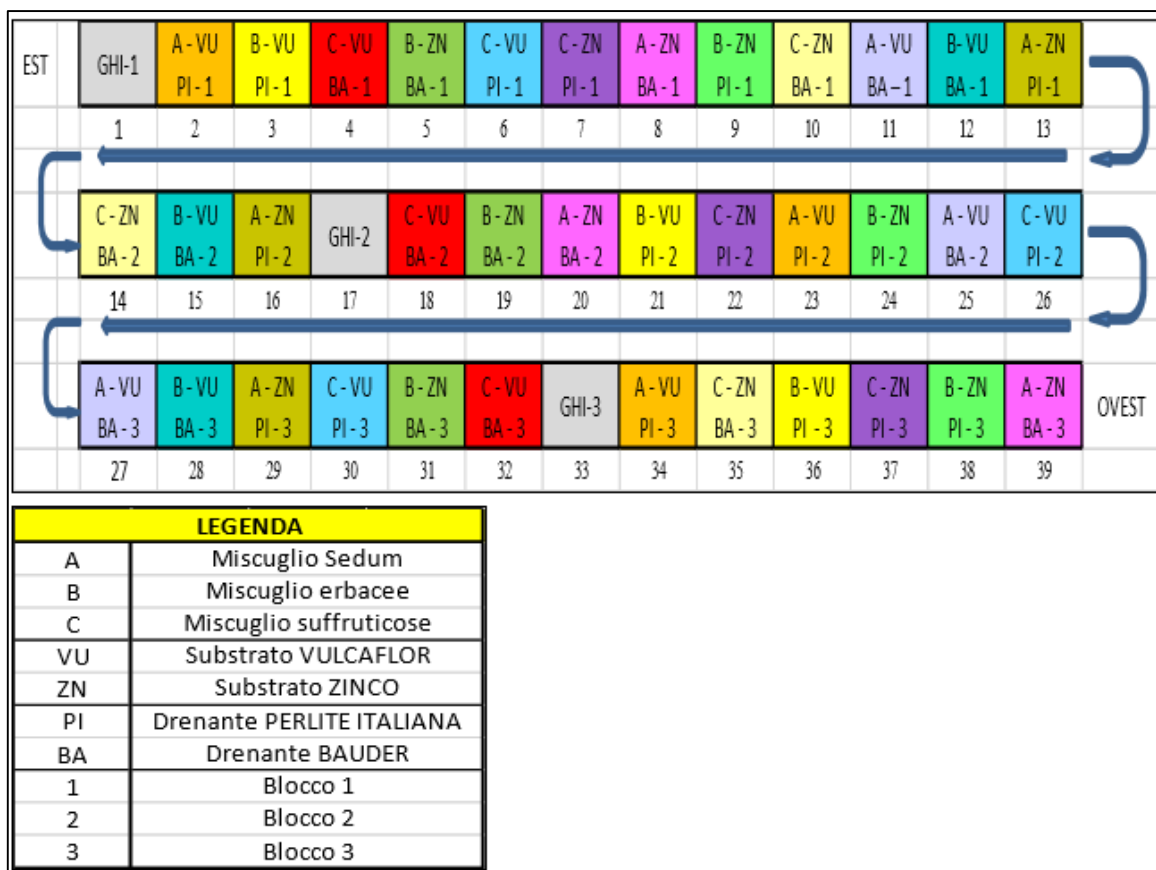 EST GHI-1 A - VU B - VU C - VU B - ZN C - VU C - ZN A - ZN B - ZN C - ZN A - VU B - VU A - ZN
PI - 1 PI - 1 BA - 1 BA - 1 PI - 1 PI - 1 BA - 1 PI - 1 BA - 1 BA – 1 BA - 1 PI -1
1 2 3 4 5 6 7 8 9 10 11 12 13
C - ZN B - VU A - ZN GHI-2 C - VU B - ZN A - ZN B - VU C - ZN A - VU B - ZN A - VU C - VU
BA - 2 BA - 2 PI - 2 BA - 2 BA - 2 BA - 2 PI - 2 PI - 2 PI - 2 PI - 2 BA - 2 PI - 2
14 15 16 17 18 19 20 21 22 23 24 25 26
A - VU B - VU A - ZN C - VU B - ZN C - VU GHI-3 A - VU C - ZN B - VU C - ZN B - ZN A - ZN OVEST
BA - 3 BA - 3 PI - 3 PI - 3 BA - 3 BA - 3 PI - 3 BA - 3 PI - 3 PI - 3 PI - 3 BA - 3
27 28 29 30 31 32 33 34 35 36 37 38 39
LEGENDA
A Miscuglio Sedum
B Miscuglio erbacee
C Miscuglio suffruticose
VU Substrato VULCAFLOR
ZN Substrato ZINCO
PI Drenante PERLITE ITALIANA
BA Drenante BAUDER
1 Blocco 1
2 Blocco 2
3 Blocco 3